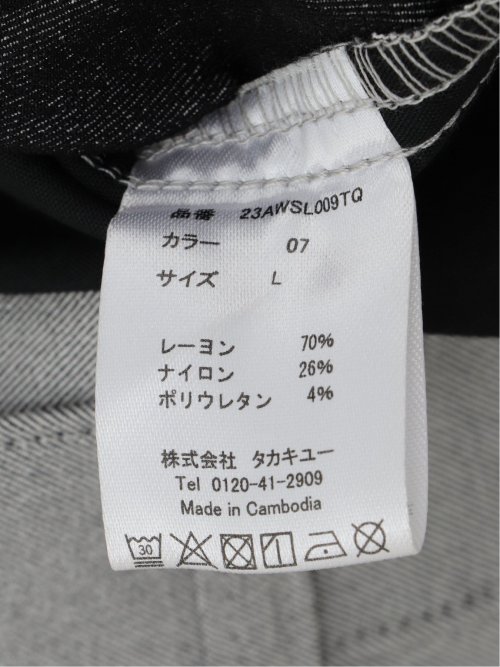 品番 23AWSL009TQ
カラー 07
サイズ L
レーヨン 70%
ナイロン 26%
ポリウレタン 4%
株式会社 タカキユー
Tel 0120-41-2909
Made in Cambodia
30